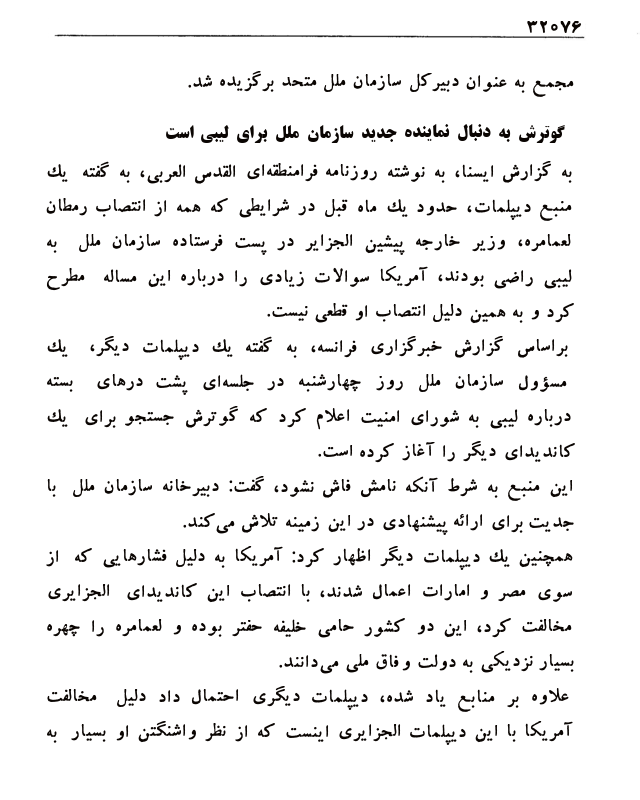 ۳۲۰۷۶
مجمع به عنوان دبیرکل سازمان ملل متحد برگزیده شد.
گوترش به دنبال نماینده جدید سازمان ملل برای لیبی است
به گزارش ایسنا، به نوشته روزنامه فرامنطقه‌ای القدس العربی، به گفته یك
منبع دیپلمات، حدود یك ماه قبل در شرایطی که همه از انتصاب رمطان
لعمامره، وزیر خارجه پیشین الجزایر در پست فرستاده سازمان ملل به
لیبی راضی بودند، آمریکا سوالات زیادی را درباره این مساله مطرح
کرد و به همین دلیل انتصاب او قطعی نیست.
براساس گزارش خبرگزاری فرانسه، به گفته یك دیپلمات دیگر، یك
مسؤول سازمان ملل روز چهارشنبه در جلسه‌ای پشت درهای بسته
درباره لیبی به شورای امنیت اعلام کرد که گوترش جستجو برای یك
کاندیدای دیگر را آغاز کرده است.
این منبع به شرط آنکه نامش فاش نشود، گفت: دبیرخانه سازمان ملل با
جدیت برای ارائه پیشنهادی در این زمینه تلاش می‌کند.
همچنین یك دیپلمات دیگر اظهار کرد: آمریکا به دلیل فشارهایی که از
سوی مصر و امارات اعمال شدند، با انتصاب این کاندیدای الجزایری
مخالفت کرد، این دو کشور حامی خلیفه حفتر بوده و لعمامره را چهره
بسیار نزدیکی به دولت وفاق ملی می‌دانند.
علاوه بر منابع یاد شده، دیپلمات دیگری احتمال داد دلیل مخالفت
آمریکا با این دیپلمات الجزایری اینست که از نظر واشنگتن او بسیار به